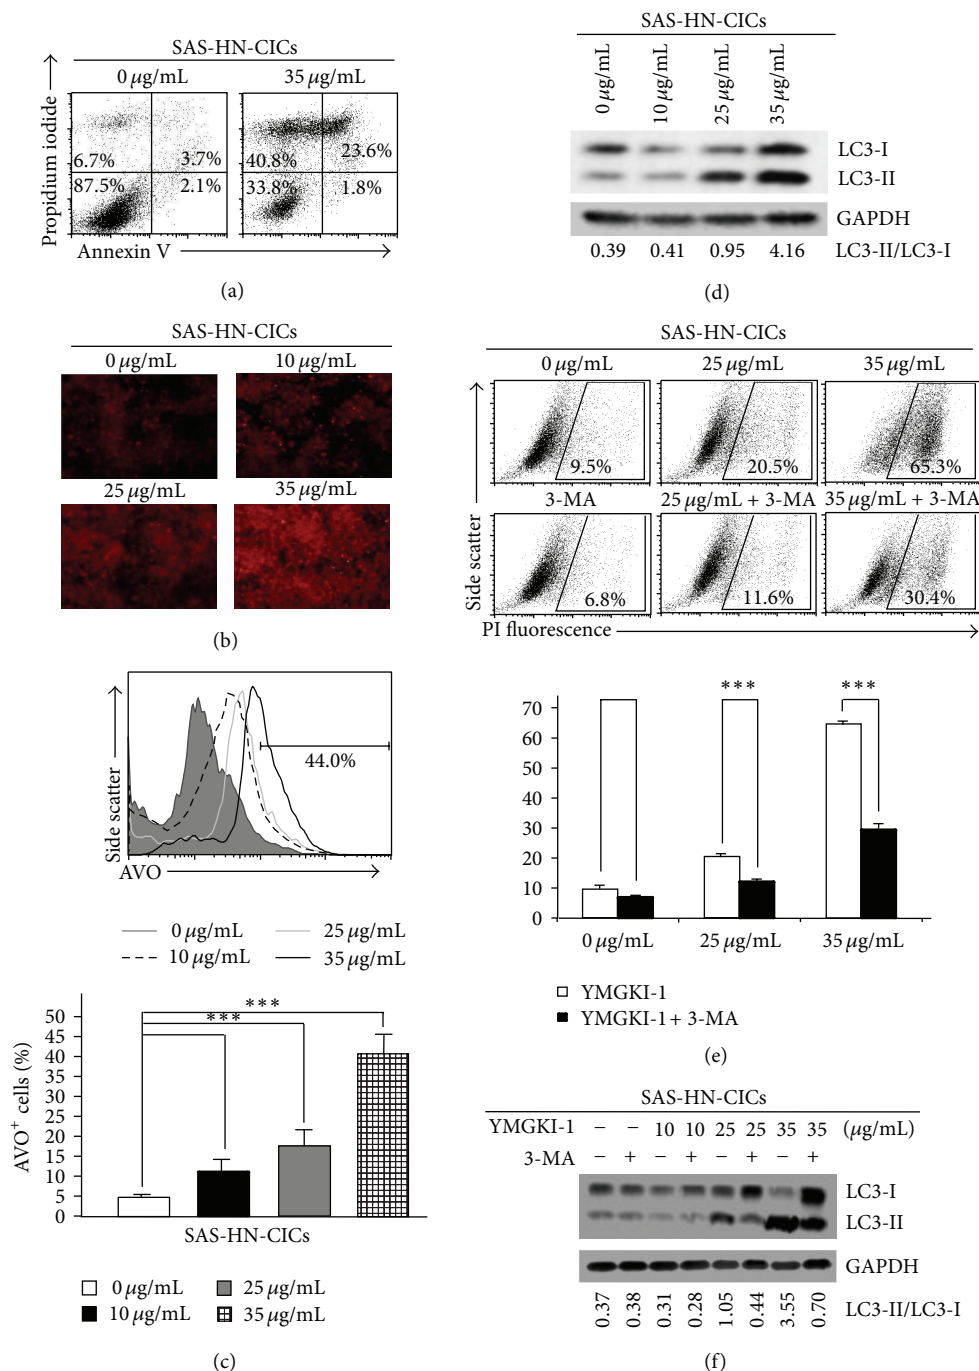 SAS-HN-CICs
0 μg/mL 35 μg/mL
Propidium iodide
6.7% 3.7%
87.5% 2.1%
40.8% 23.6%
33.8% 1.8%
Annexin V
(a)
SAS-HN-CICs
0 μg/mL 10 μg/mL
25 μg/mL 35 μg/mL
(b)
Side scatter
44.0%
AVO
0 μg/mL 25 μg/mL
10 μg/mL 35 μg/mL
AVO+ cells (%)
50
45
40
35
30
25
20
15
10
5
0
***
***
SAS-HN-CICs
0 μg/mL 25 μg/mL
10 μg/mL 35 μg/mL
(c)
SAS-HN-CICs
0 μg/mL 10 μg/mL 25 μg/mL 35 μg/mL
LC3-I
LC3-II
GAPDH
0.39 0.41 0.95 4.16 LC3-II/LC3-I
(d)
SAS-HN-CICs
0 μg/mL 25 μg/mL 35 μg/mL
9.5% 20.5% 65.3%
3-MA 25 μg/mL + 3-MA 35 μg/mL + 3-MA
6.8% 11.6% 30.4%
Side scatter
PI fluorescence
*** ***
70
60
50
40
30
20
10
0
0 μg/mL 25 μg/mL 35 μg/mL
YMGKI-1
YMGKI-1 + 3-MA
(e)
SAS-HN-CICs
YMGKI-1 − − 10 10 25 25 35 35 (μg/mL)
3-MA − + − + − + − +
LC3-I
LC3-II
GAPDH
0.37 0.38 0.31 0.28 1.05 0.44 3.55 0.70 LC3-II/LC3-I
(f)